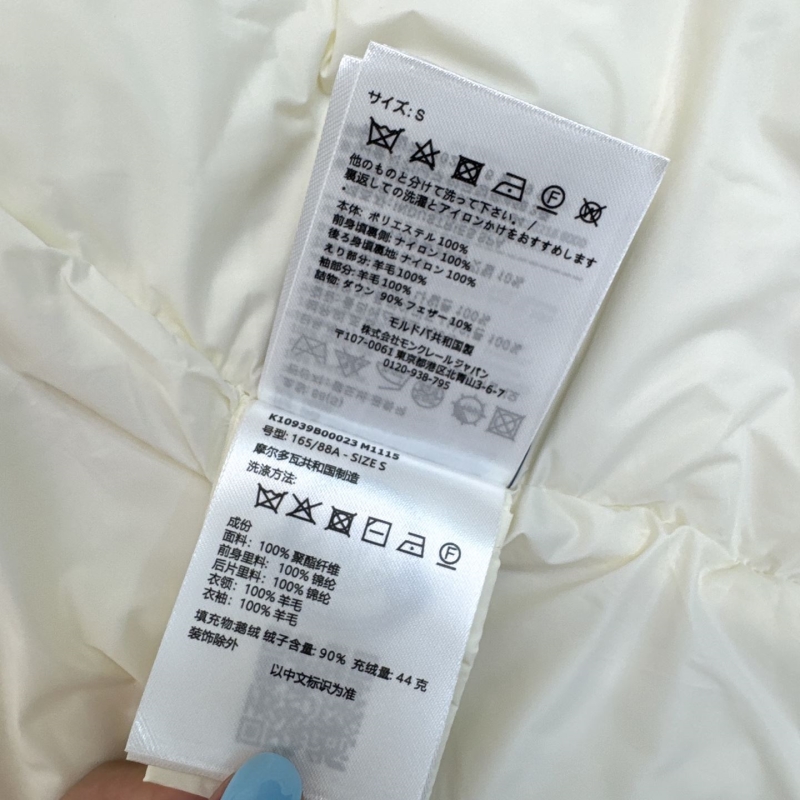 サイズ: S
他のものと分けて洗って下さい。/
裏返しての洗濯とアイロンかけをおすすめします
.
本体: ポリエステル 100%
前身頃裏側: ナイロン 100%
後ろ身頃裏地: ナイロン 100%
えり部分: 羊毛 100%
袖部分: 羊毛 100%
詰物: ダウン 90% フェザー 10%
モルドバ共和国製
株式会社モンクレール ジャパン
〒107-0061 東京都港区北青山3-6-7
0120-938-795
K10939B00023 M1115
号型: 165/88A - SIZE S
摩尔多瓦共和国制造
洗涤方法:
成份
面料: 100% 聚酯纤维
前身里料: 100% 锦纶
后片里料: 100% 锦纶
衣领: 100% 羊毛
衣袖: 100% 羊毛
填充物:鹅绒 绒子含量: 90% 充绒量: 44 克
装饰除外
以中文标识为准